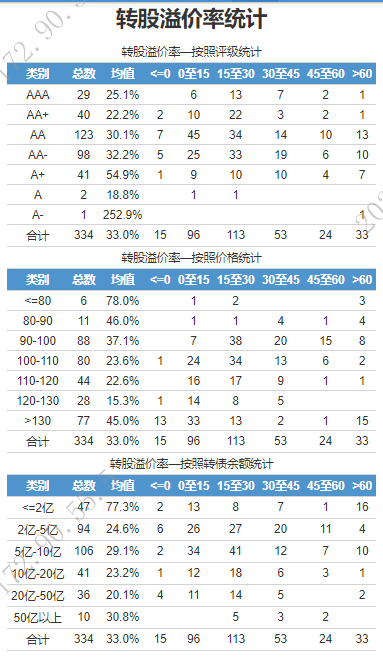 转股溢价率统计
转股溢价率—按照评级统计
类别 总数 均值 <=0 0至15 15至30 30至45 45至60 >60
AAA 29 25.1% 6 13 7 2 1
AA+ 40 22.2% 2 10 22 3 2 1
AA 123 30.1% 7 45 34 14 10 13
AA- 98 32.2% 5 25 33 19 6 10
A+ 41 54.9% 1 9 10 10 4 7
A 2 18.8% 1 1
A- 1 252.9% 1
合计 334 33.0% 15 96 113 53 24 33
转股溢价率—按照价格统计
类别 总数 均值 <=0 0至15 15至30 30至45 45至60 >60
<=80 6 78.0% 1 2 3
80-90 11 46.0% 1 1 4 1 4
90-100 88 37.1% 7 38 20 15 8
100-110 80 23.6% 1 24 34 13 6 2
110-120 44 22.6% 16 17 9 1 1
120-130 28 15.3% 1 14 8 5
>130 77 45.0% 13 33 13 2 1 15
合计 334 33.0% 15 96 113 53 24 33
转股溢价率—按照转债余额统计
类别 总数 均值 <=0 0至15 15至30 30至45 45至60 >60
<=2亿 47 77.3% 2 13 8 7 1 16
2亿-5亿 94 24.6% 6 26 27 20 11 4
5亿-10亿 106 29.1% 2 34 41 12 7 10
10亿-20亿 41 23.2% 1 12 18 6 3 1
20亿-50亿 36 20.1% 4 11 14 5 2
50亿以上 10 30.8% 5 3 2
合计 334 33.0% 15 96 113 53 24 33